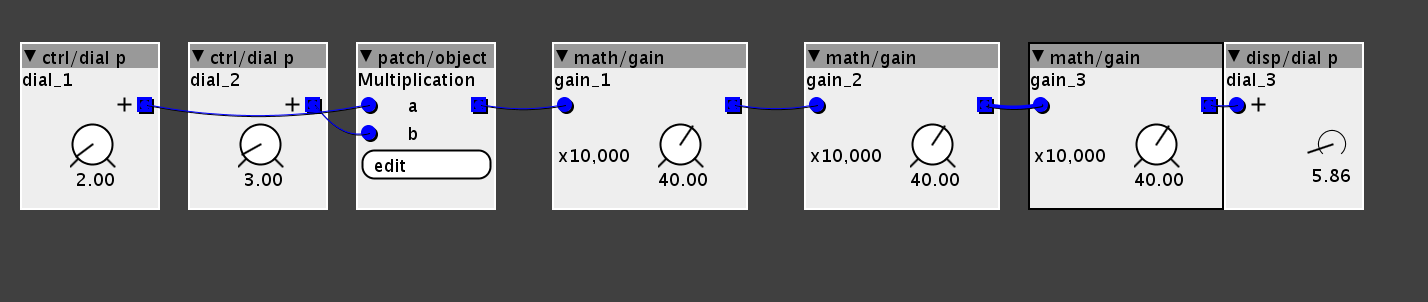 ctrl/dial p
dial_1
+
2.00
ctrl/dial p
dial_2
+
3.00
patch/object
Multiplication
a
b
edit
math/gain
gain_1
x10,000
40.00
math/gain
gain_2
x10,000
40.00
math/gain
gain_3
x10,000
40.00
disp/dial p
dial_3
+
5.86